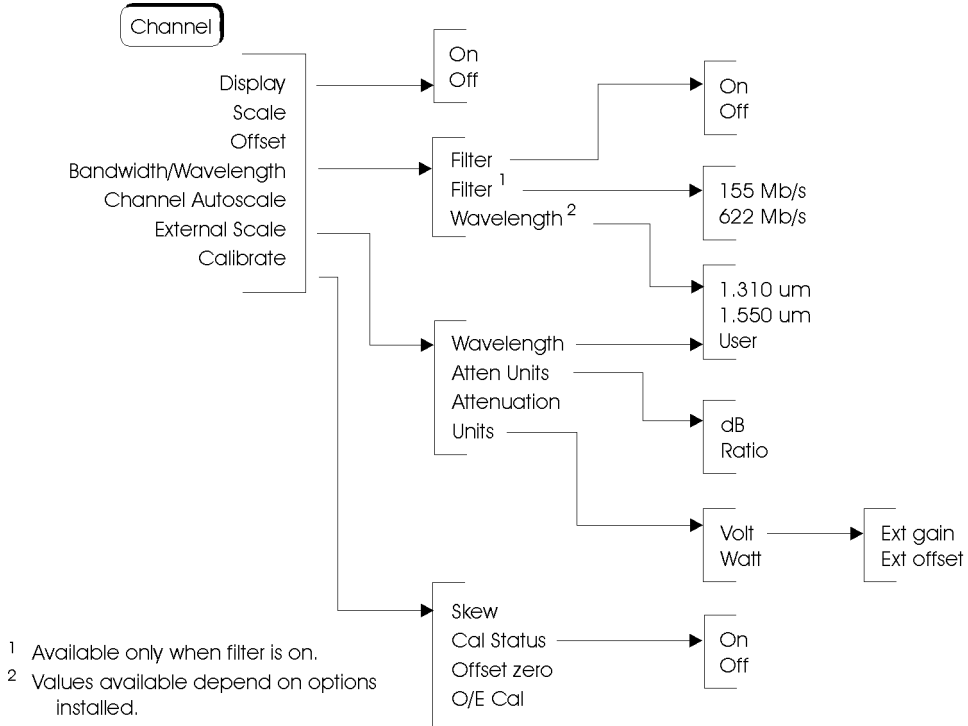 Channel
Display
Scale
Offset
Bandwidth/Wavelength
Channel Autoscale
External Scale
Calibrate
On
Off
Filter
Filter 1
Wavelength 2
On
Off
155 Mb/s
622 Mb/s
1.310 um
1.550 um
User
Wavelength
Atten Units
Attenuation
Units
dB
Ratio
Volt
Watt
Ext gain
Ext offset
Skew
Cal Status
Offset zero
O/E Cal
On
Off
1 Available only when filter is on.
2 Values available depend on options
installed.